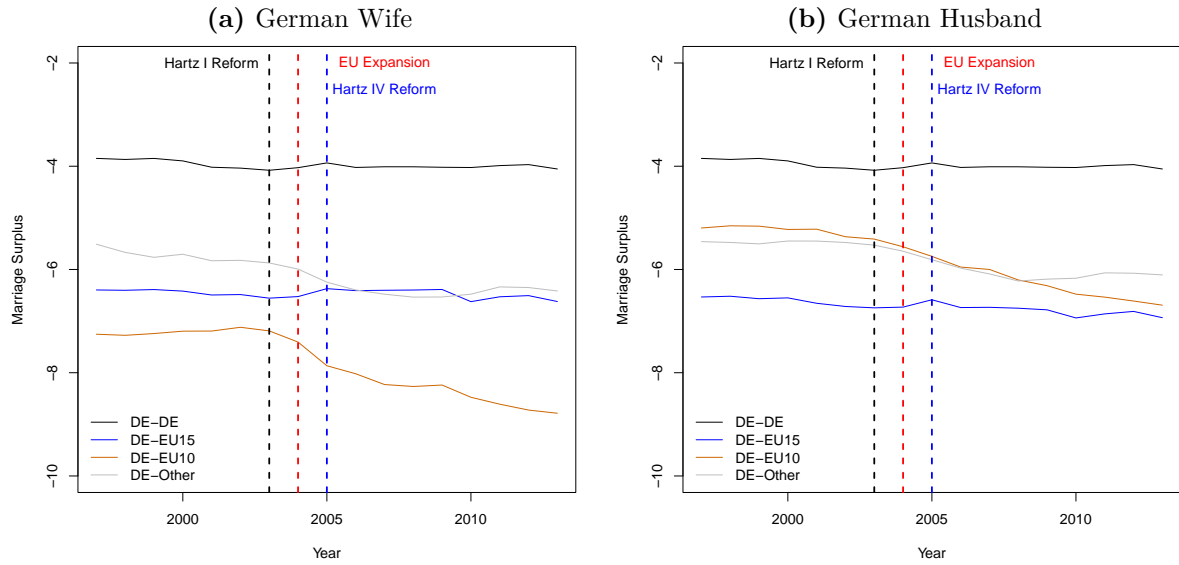 (a) German Wife
Hartz I Reform
EU Expansion
Hartz IV Reform
Marriage Surplus
-2
-4
-6
-8
-10
DE-DE
DE-EU15
DE-EU10
DE-Other
2000 2005 2010
Year
(b) German Husband
Hartz I Reform
EU Expansion
Hartz IV Reform
Marriage Surplus
-2
-4
-6
-8
-10
DE-DE
DE-EU15
DE-EU10
DE-Other
2000 2005 2010
Year